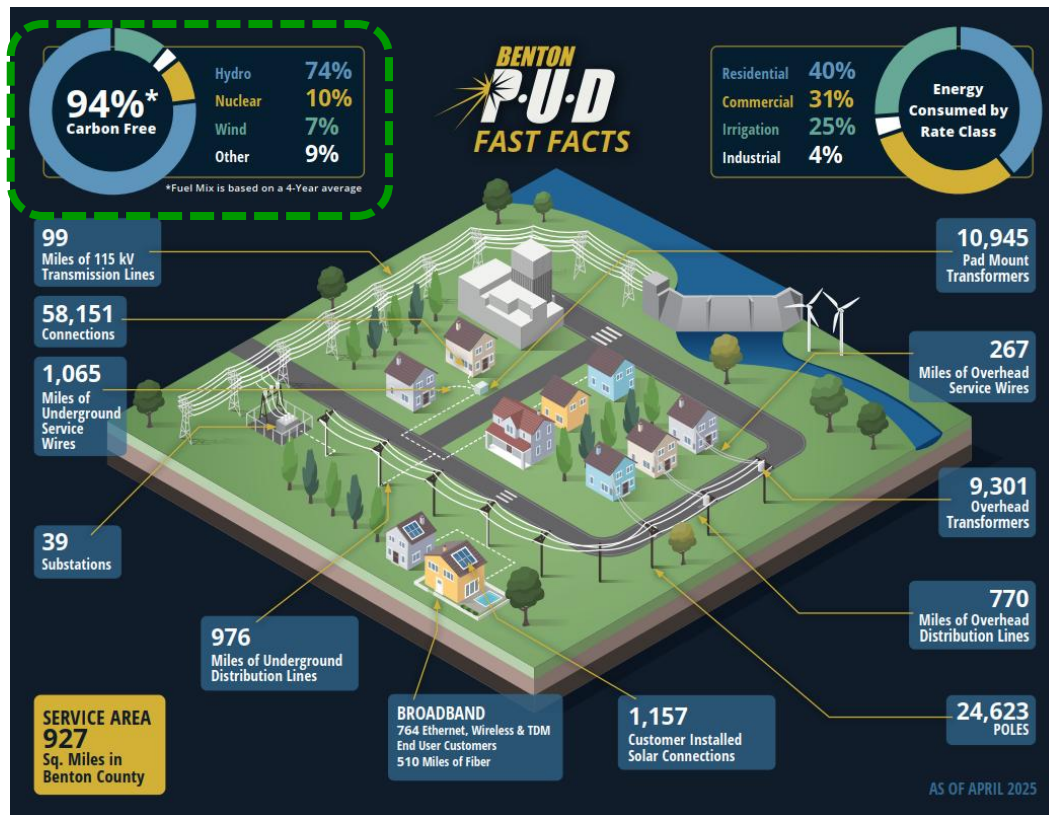 94%*
Carbon Free
Hydro 74%
Nuclear 10%
Wind 7%
Other 9%
*Fuel Mix is based on a 4-Year average
BENTON
P·U·D
FAST FACTS
Residential 40%
Commercial 31%
Irrigation 25%
Industrial 4%
Energy
Consumed by
Rate Class
99
Miles of 115 kV
Transmission Lines
58,151
Connections
1,065
Miles of
Underground
Service
Wires
39
Substations
976
Miles of Underground
Distribution Lines
SERVICE AREA
927
Sq. Miles in
Benton County
BROADBAND
764 Ethernet, Wireless & TDM
End User Customers
510 Miles of Fiber
1,157
Customer Installed
Solar Connections
10,945
Pad Mount
Transformers
267
Miles of Overhead
Service Wires
9,301
Overhead
Transformers
770
Miles of Overhead
Distribution Lines
24,623
POLES
AS OF APRIL 2025